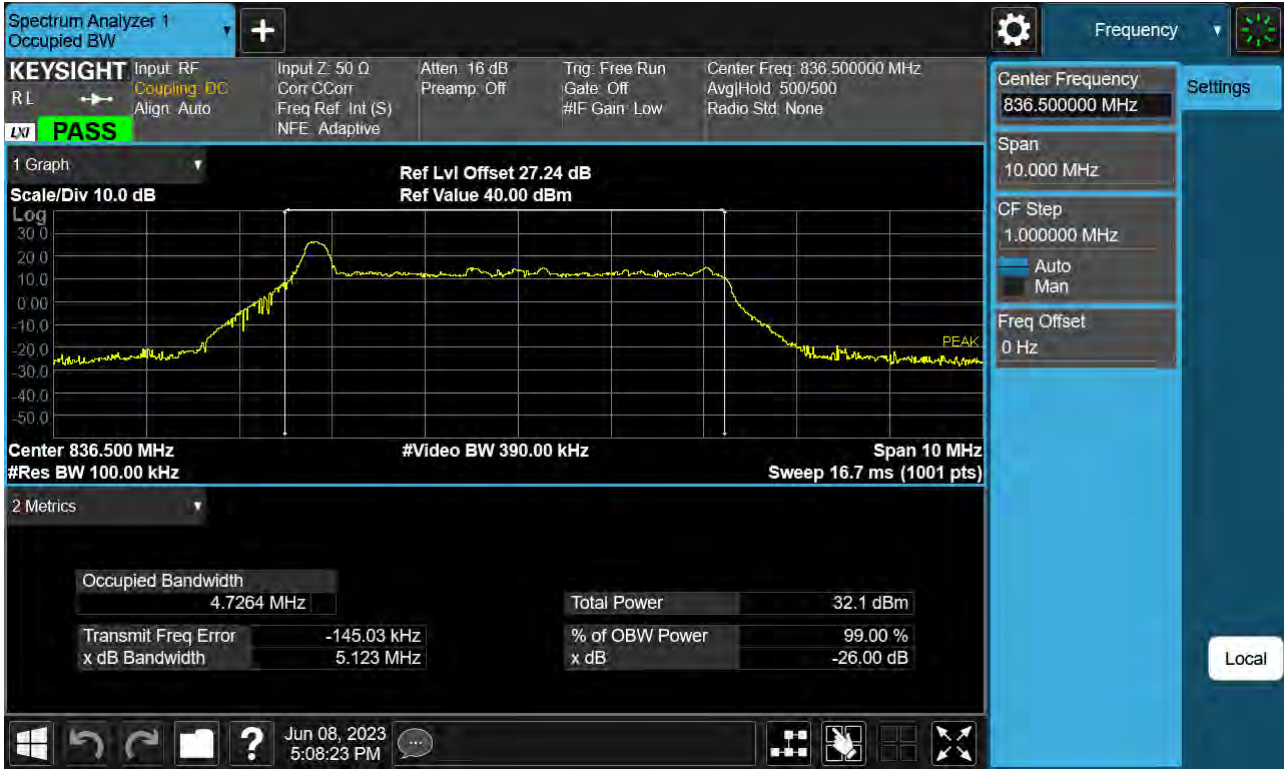 Spectrum Analyzer 1
Occupied BW
Frequency
KEYSIGHT
RL
LXI PASS
Input: RF
Coupling: DC
Align: Auto
Input Z: 50 Ω
Corr CCorr
Freq Ref: Int (S)
NFE: Adaptive
Atten: 16 dB
Preamp: Off
Trig: Free Run
Gate: Off
#IF Gain: Low
Center Freq: 836.500000 MHz
Avg|Hold: 500/500
Radio Std: None
Center Frequency
836.500000 MHz
Settings
Span
10.000 MHz
CF Step
1.000000 MHz
Auto
Man
Freq Offset
0 Hz
1 Graph
Scale/Div 10.0 dB
Ref Lvl Offset 27.24 dB
Ref Value 40.00 dBm
Log
30.0
20.0
10.0
0.00
-10.0
-20.0
-30.0
-40.0
-50.0
PEAK
Center 836.500 MHz
#Video BW 390.00 kHz
Span 10 MHz
#Res BW 100.00 kHz
Sweep 16.7 ms (1001 pts)
2 Metrics
Occupied Bandwidth
4.7264 MHz
Total Power 32.1 dBm
Transmit Freq Error -145.03 kHz
% of OBW Power 99.00 %
x dB Bandwidth 5.123 MHz
x dB -26.00 dB
Local
?
Jun 08, 2023
5:08:23 PM